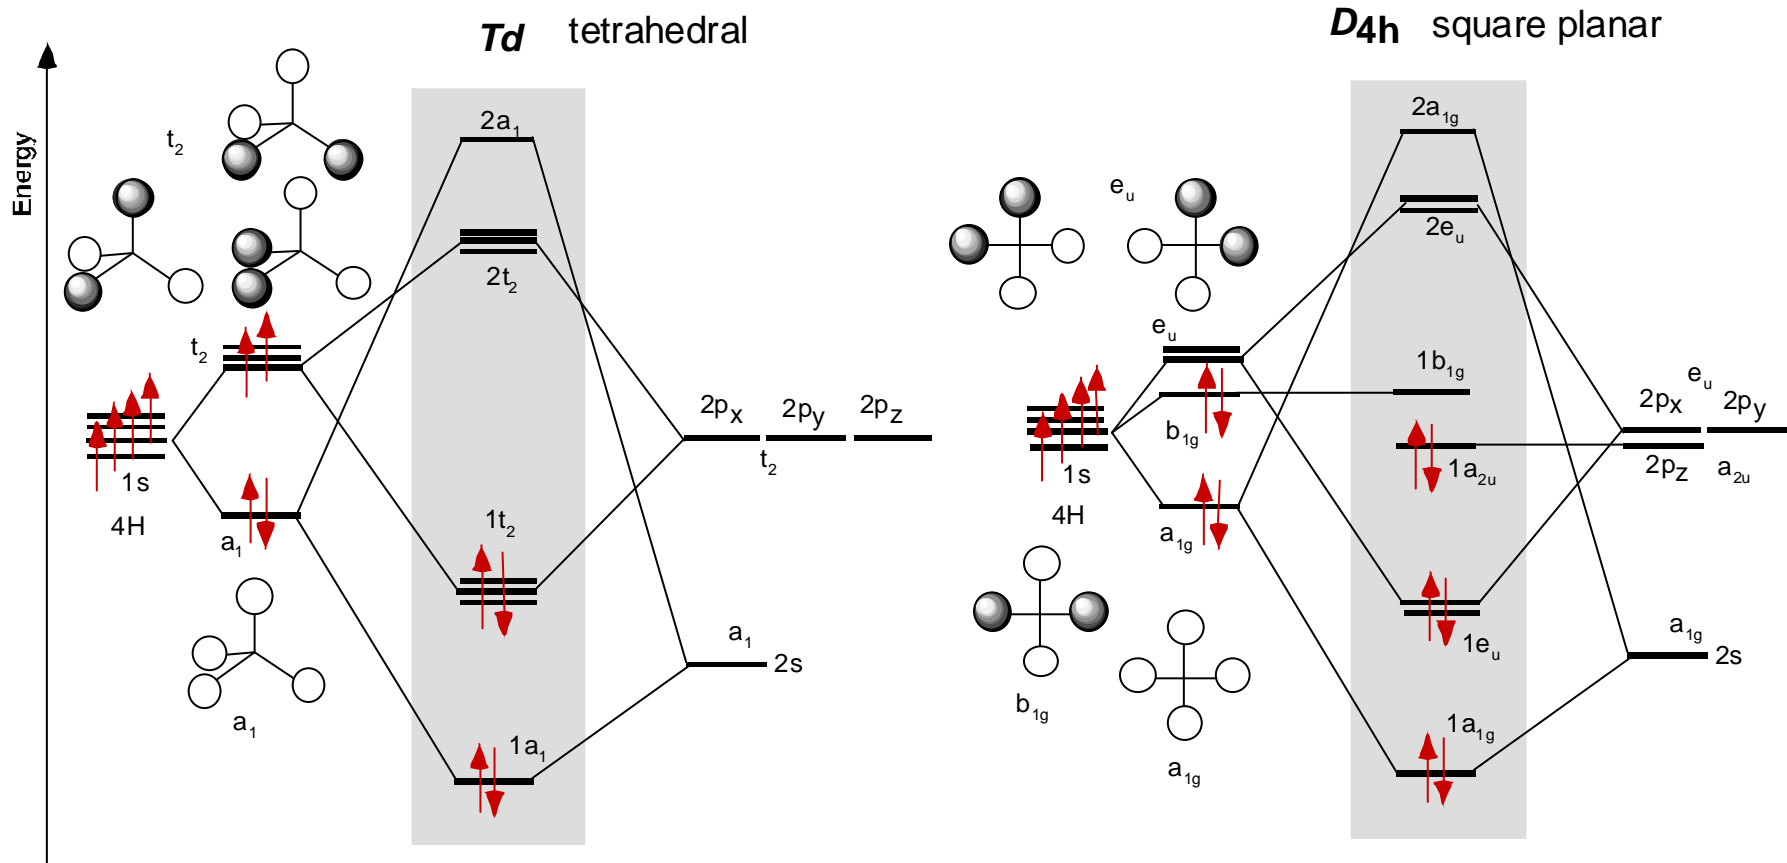 Td tetrahedral
Energy
t2
2a1
2t2
t2
1s
4H
a1
a1
1t2
1a1
2px 2py 2pz
t2
a1
2s
D4h square planar
2a1g
eu
2eu
eu
1b1g
b1g
1s
4H
a1g
1a2u
eu
2px 2py
2pz a2u
b1g
a1g
1eu
1a1g
a1g
2s